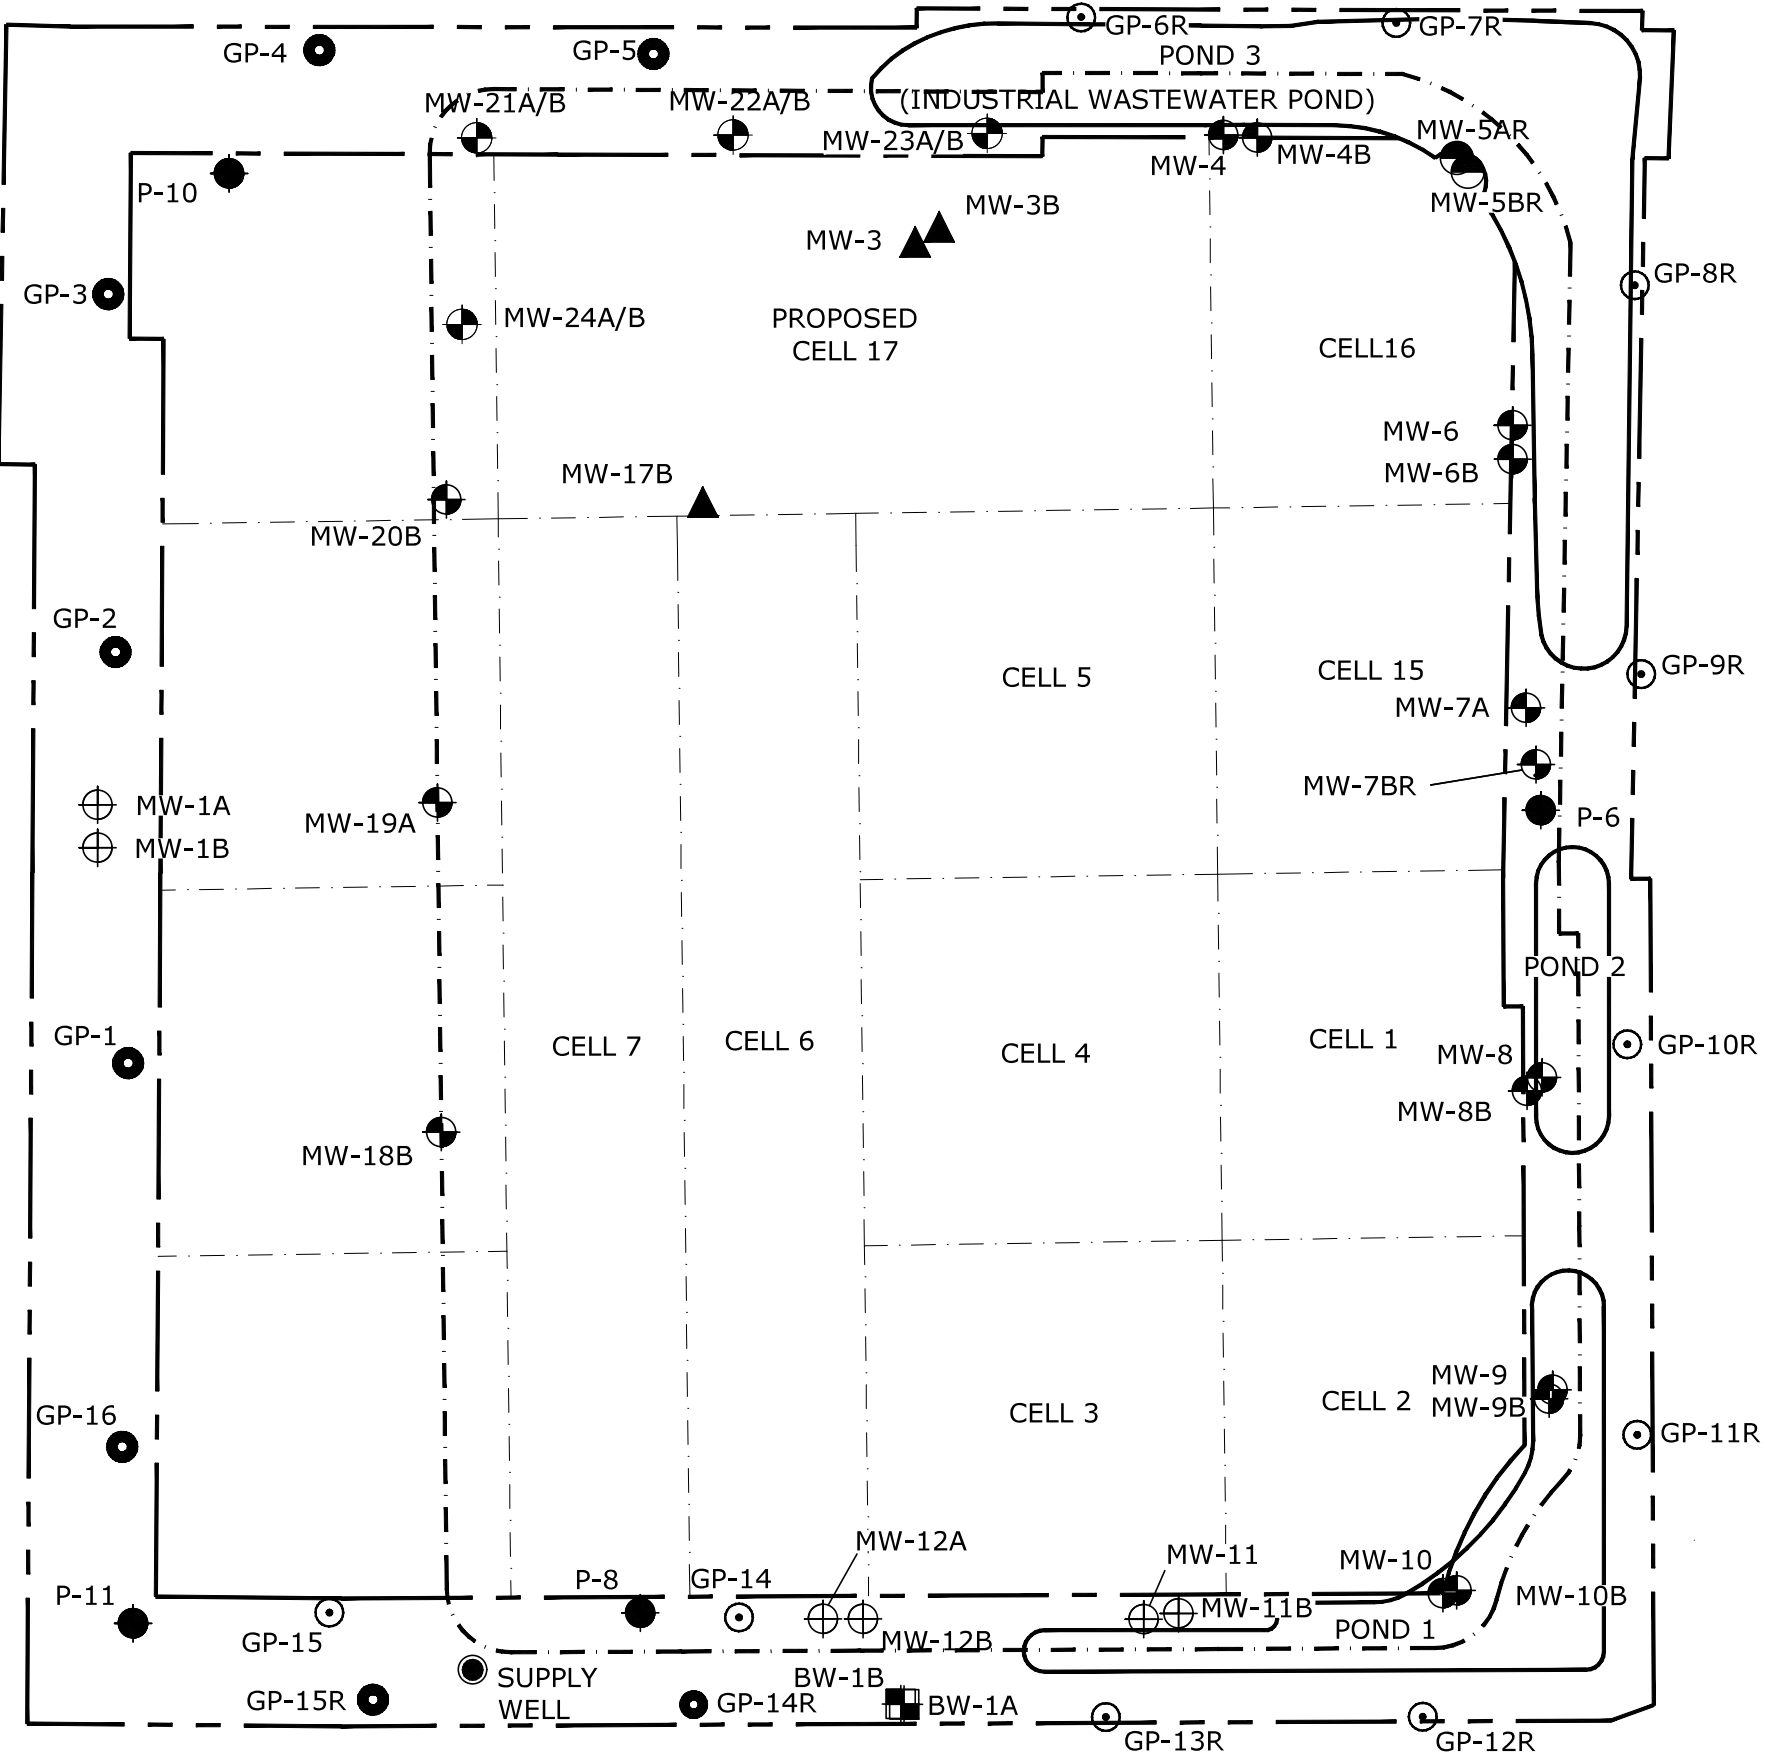 GP-6R
GP-7R
GP-4
GP-5
POND 3
(INDUSTRIAL WASTEWATER POND)
MW-21A/B
MW-22A/B
MW-23A/B
MW-4
MW-4B
MW-5AR
MW-5BR
P-10
MW-3B
MW-3
GP-8R
GP-3
MW-24A/B
PROPOSED
CELL 17
CELL16
MW-6
MW-6B
MW-17B
MW-20B
GP-2
CELL 5
CELL 15
GP-9R
MW-7A
MW-7BR
MW-1A
MW-1B
MW-19A
P-6
POND 2
GP-1
CELL 7
CELL 6
CELL 4
CELL 1
MW-8
MW-8B
GP-10R
MW-18B
GP-16
CELL 3
CELL 2
MW-9
MW-9B
GP-11R
MW-12A
MW-11
MW-10
P-11
P-8
GP-14
MW-10B
MW-11B
GP-15
MW-12B
POND 1
SUPPLY
WELL
GP-15R
GP-14R
BW-1B
BW-1A
GP-13R
GP-12R